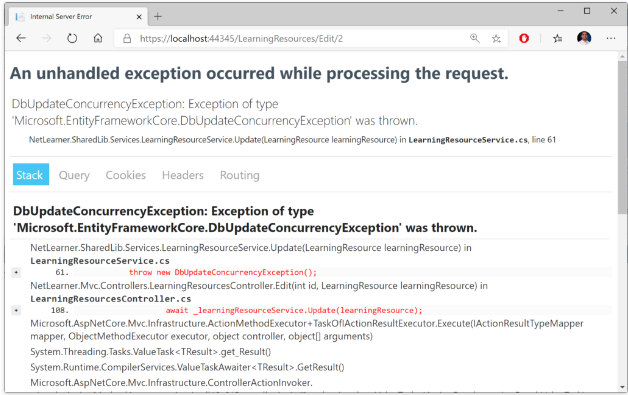 Internal Server Error
https://localhost:44345/LearningResources/Edit/2
An unhandled exception occurred while processing the request.
DbUpdateConcurrencyException: Exception of type
'Microsoft.EntityFrameworkCore.DbUpdateConcurrencyException' was thrown.
NetLearner.SharedLib.Services.LearningResourceService.Update(LearningResource learningResource) in LearningResourceService.cs, line 61
Stack Query Cookies Headers Routing
DbUpdateConcurrencyException: Exception of type
'Microsoft.EntityFrameworkCore.DbUpdateConcurrencyException' was thrown.
NetLearner.SharedLib.Services.LearningResourceService.Update(LearningResource learningResource) in
LearningResourceService.cs
+ 61. throw new DbUpdateConcurrencyException();
NetLearner.Mvc.Controllers.LearningResourcesController.Edit(int id, LearningResource learningResource) in
LearningResourcesController.cs
+ 108. await _learningResourceService.Update(learningResource);
Microsoft.AspNetCore.Mvc.Infrastructure.ActionMethodExecutor+TaskOfIActionResultExecutor.Execute(IActionResultTypeMapper
mapper, ObjectMethodExecutor executor, object controller, object[] arguments)
System.Threading.Tasks.ValueTask<TResult>.get_Result()
System.Runtime.CompilerServices.ValueTaskAwaiter<TResult>.GetResult()
Microsoft.AspNetCore.Mvc.Infrastructure.ControllerActionInvoker.